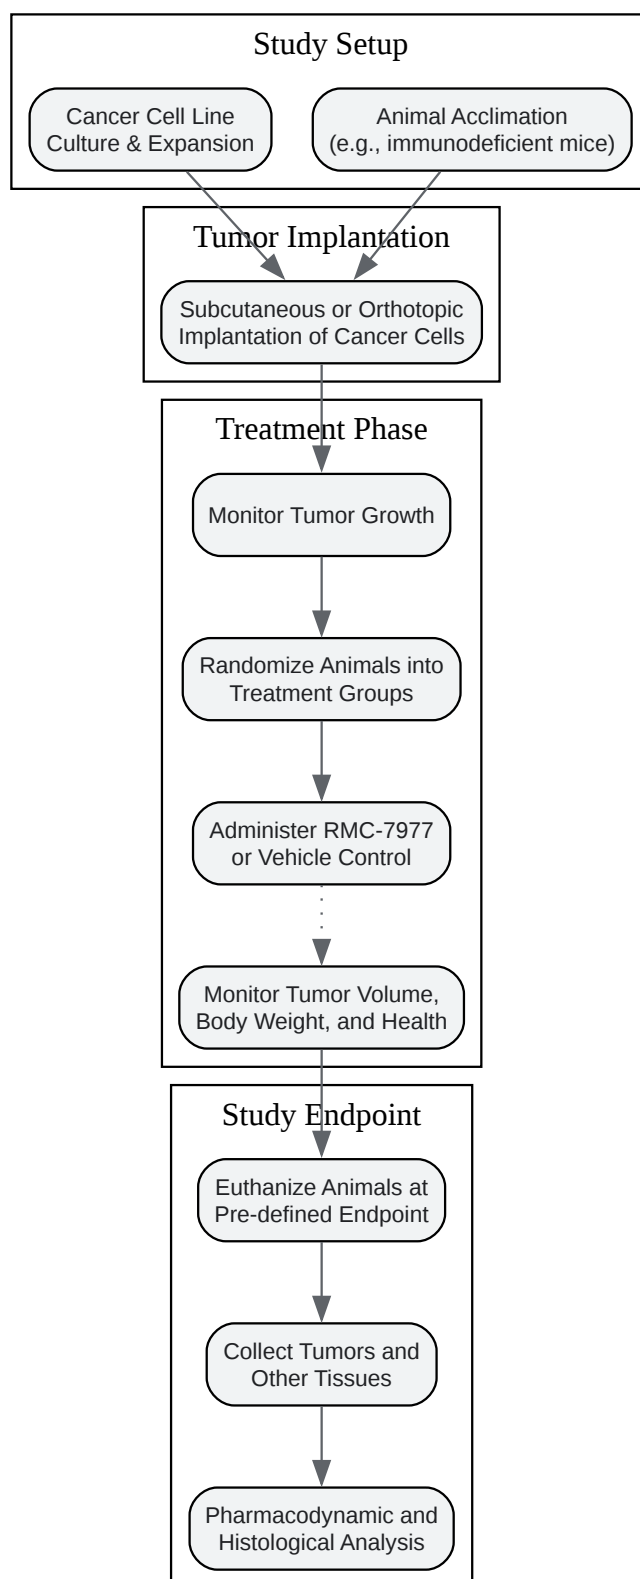 Study Setup
Cancer Cell Line
Culture & Expansion
Animal Acclimation
(e.g., immunodeficient mice)
Tumor Implantation
Subcutaneous or Orthotopic
Implantation of Cancer Cells
Treatment Phase
Monitor Tumor Growth
Randomize Animals into
Treatment Groups
Administer RMC-7977
or Vehicle Control
Monitor Tumor Volume,
Body Weight, and Health
Study Endpoint
Euthanize Animals at
Pre-defined Endpoint
Collect Tumors and
Other Tissues
Pharmacodynamic and
Histological Analysis